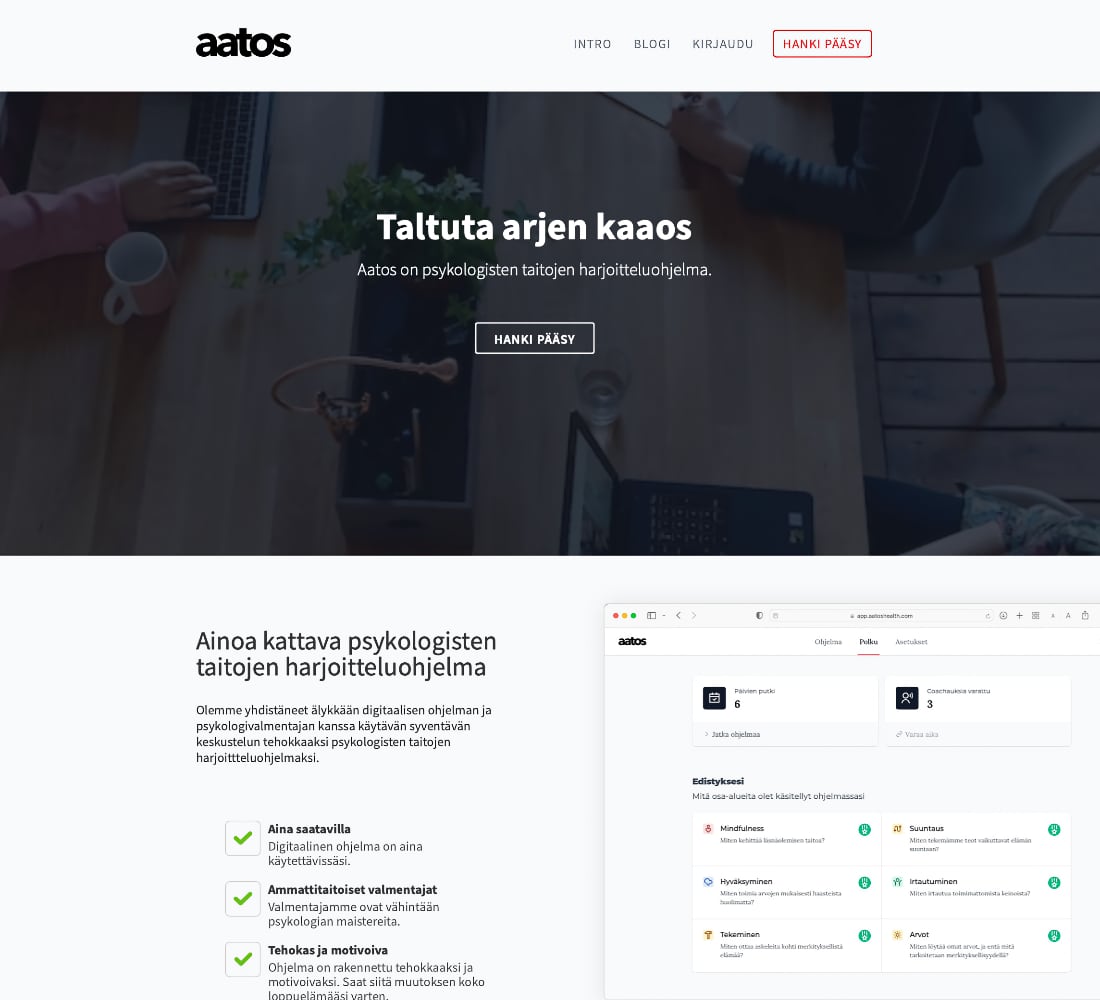 aatos
INTRO
BLOGI
KIRJAUDU
HANKI PÄÄSY
Taltuta arjen kaaos
Aatos on psykologisten taitojen harjoitteluohjelma.
HANKI PÄÄSY
Ainoa kattava psykologisten
taitojen harjoitteluohjelma
Olemme yhdistäneet älykkään digitaalisen ohjelman ja
psykologivalmentajan kanssa käytävän syventävän
keskustelun tehokkaaksi psykologisten taitojen
harjoittteluohjelmaksi.
Aina saatavilla
Digitaalinen ohjelma on aina
käytettävissäsi.
Ammattitaitoiset valmentajat
Valmentajamme ovat vähintään
psykologian maistereita.
Tehokas ja motivoiva
Ohjelma on rakennettu tehokkaaksi ja
motivoivaksi. Saat siitä muutoksen koko
loppuelämääsi varten.
app.aatoshealth.com
aatos
Ohjelma
Polku
Asetukset
Päivien putki
6
Jatka ohjelmaa
Coachauksia varattu
3
Varaa aika
Edistyksesi
Mitä osa-alueita olet käsitellyt ohjelmassasi
Mindfulness
Miten kehittää läsnäolemisen taitoa?
Suuntaus
Miten tekemämme teot vaikuttavat elämän
suuntaan?
Hyväksyminen
Miten toimia arvojen mukaisesti haasteista
huolimatta?
Irtautuminen
Miten irtautua toimimattomista keinoista?
Tekeminen
Miten ottaa askeleita kohti merkityksellistä
elämää?
Arvot
Miten löytää omat arvot, ja entä mitä
tarkoitetaan merkityksellisyydellä?